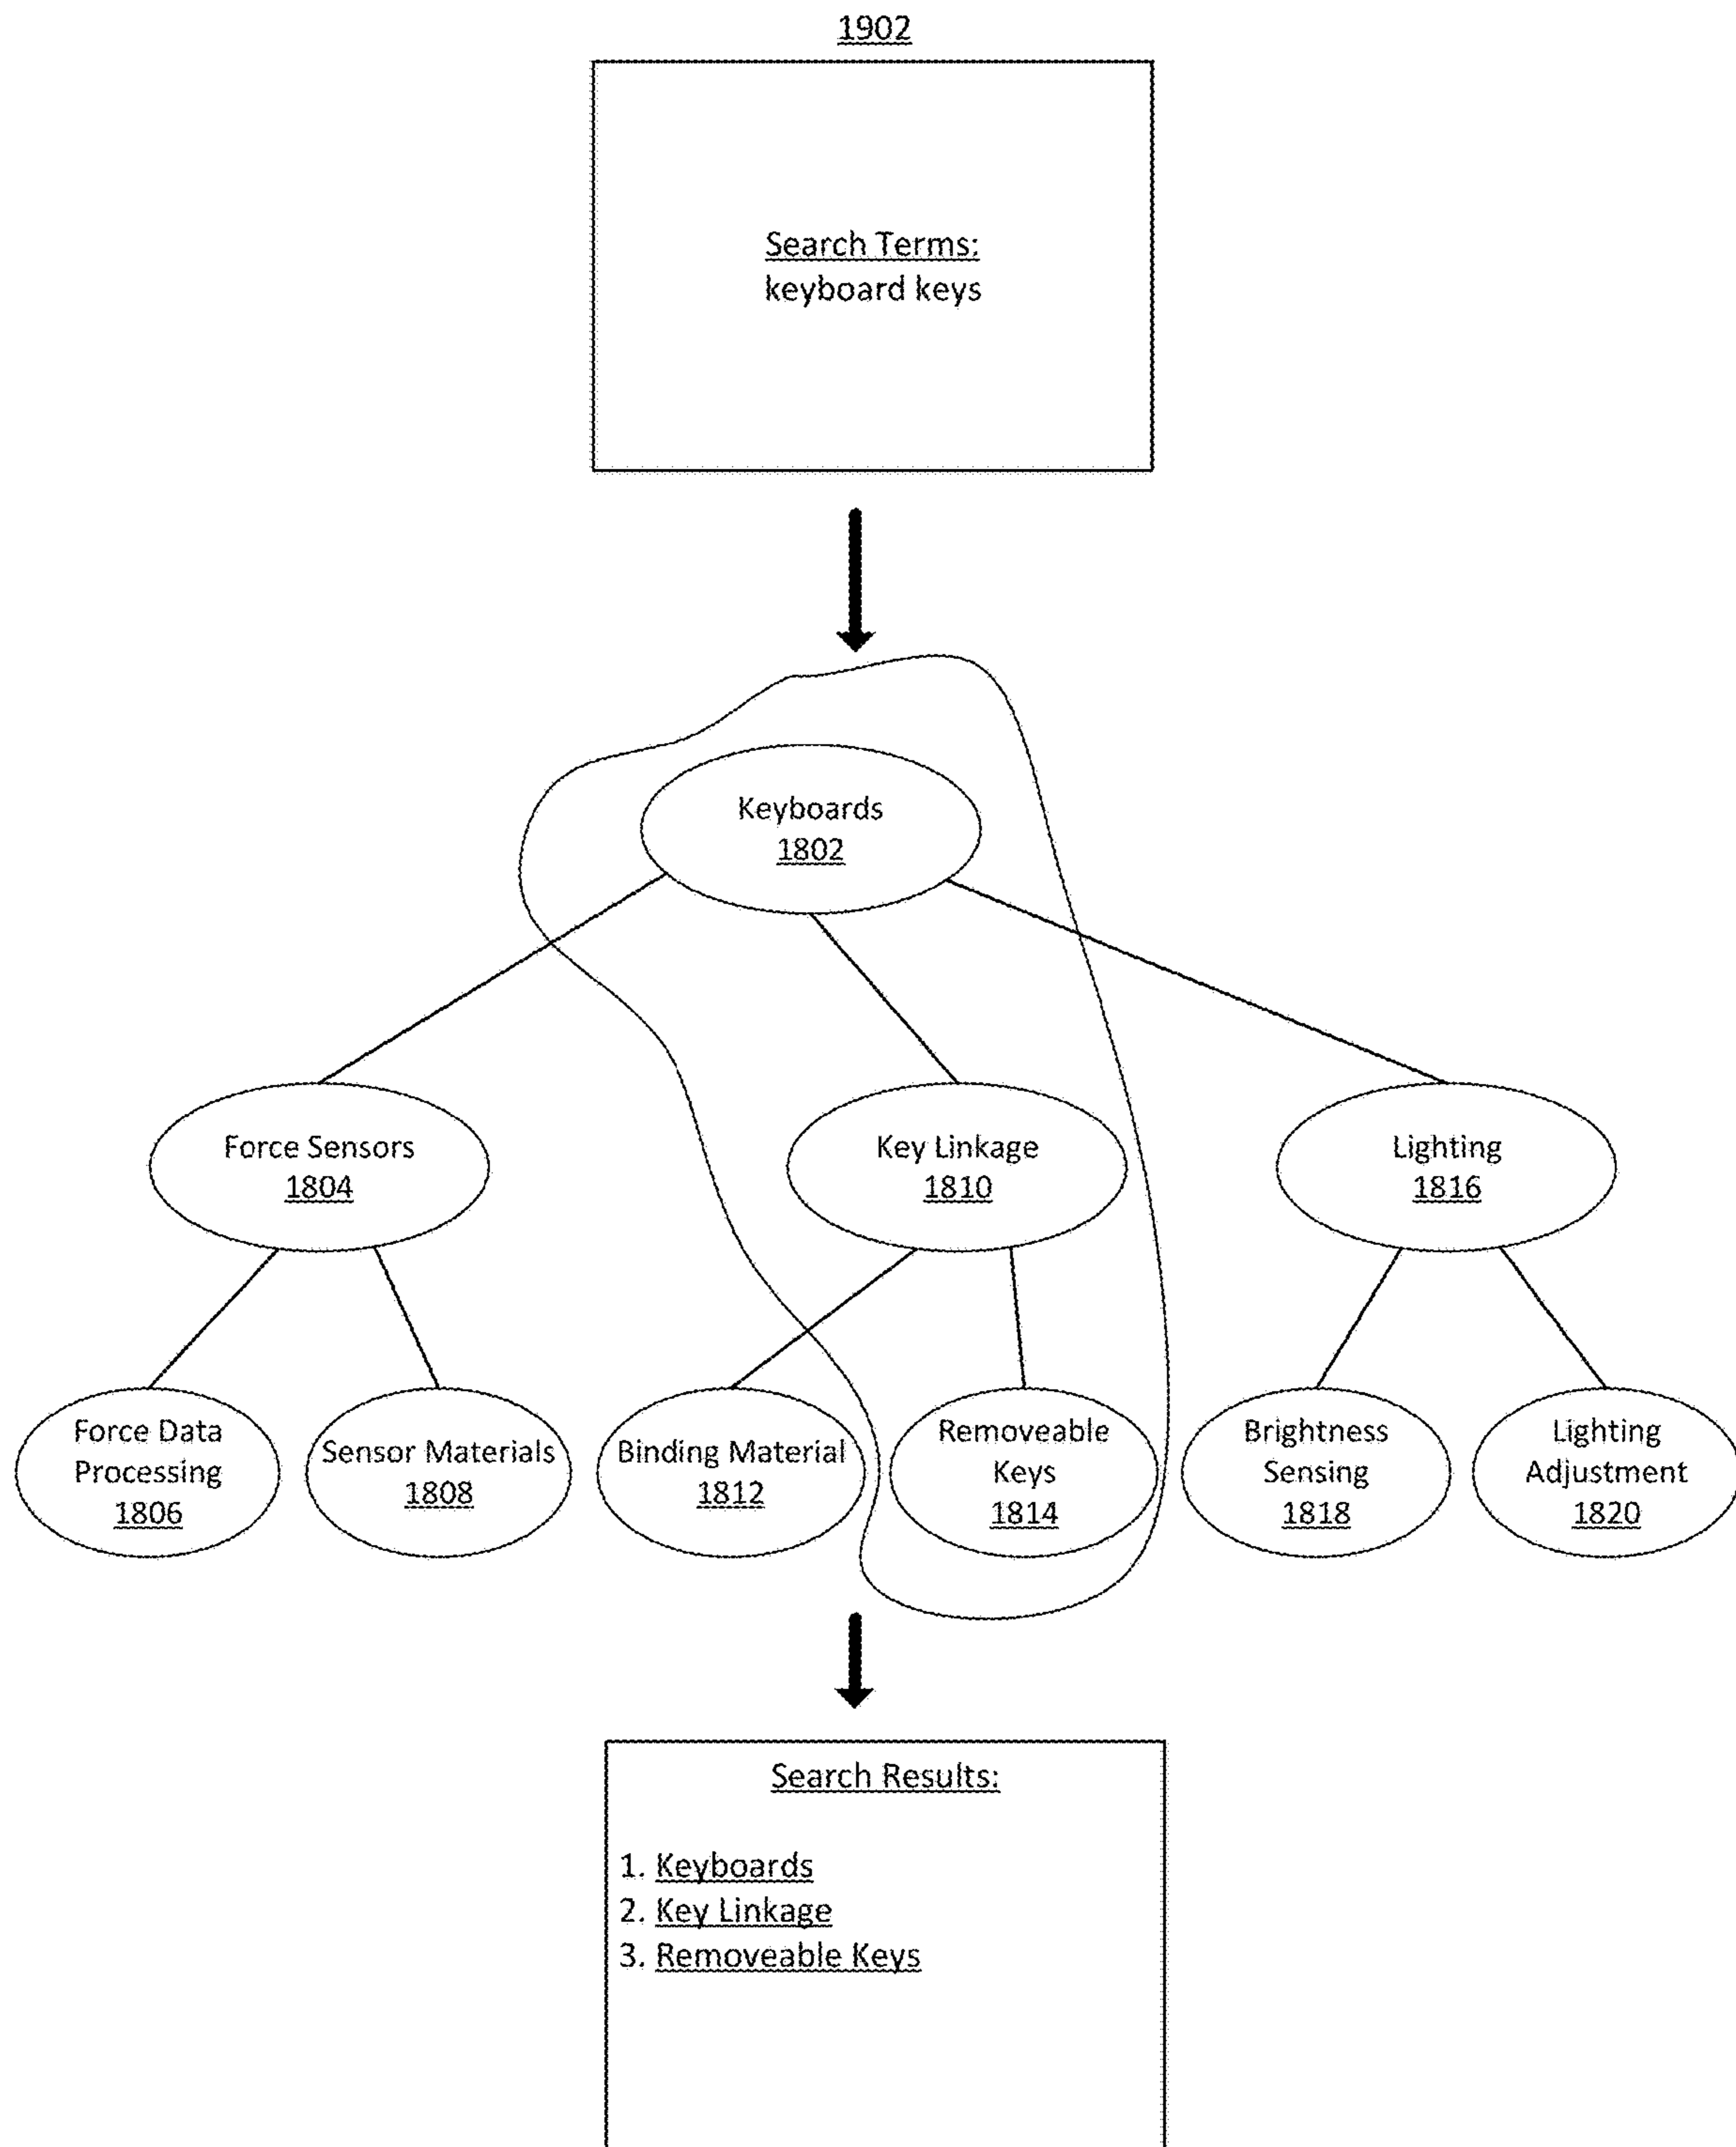 1902
Search Terms:
keyboard keys
Keyboards
1802
Force Sensors
1804
Key Linkage
1810
Lighting
1816
Force Data
Processing
1806
Sensor Materials
1808
Binding Material
1812
Removeable
Keys
1814
Brightness
Sensing
1818
Lighting
Adjustment
1820
Search Results:
1. Keyboards
2. Key Linkage
3. Removeable Keys